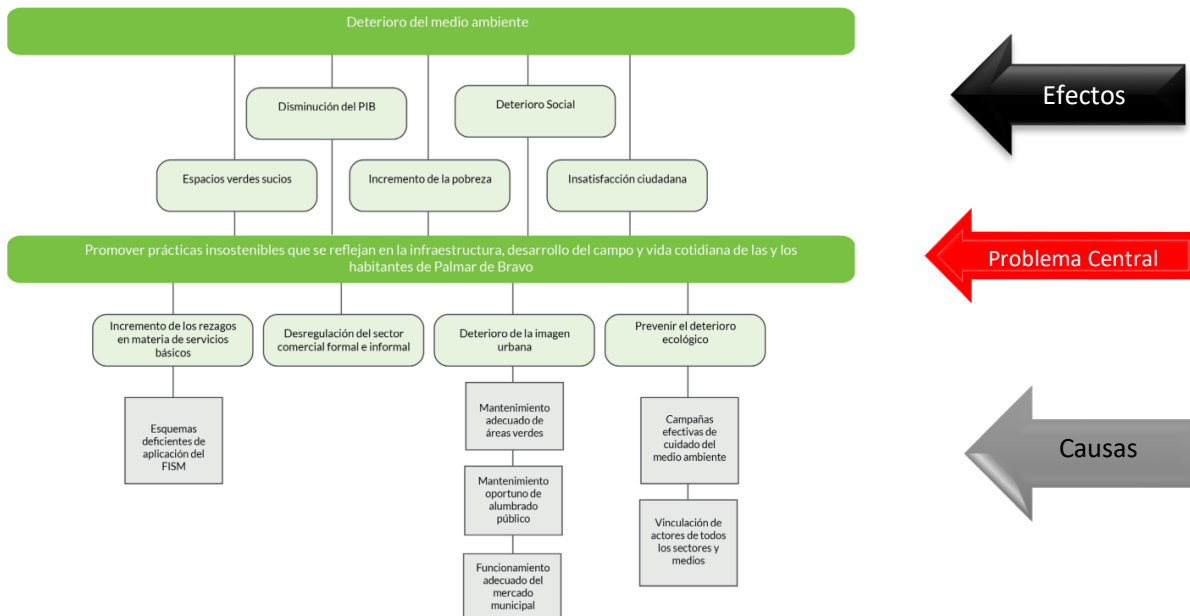 Deterioro del medio ambiente
Efectos
Disminución del PIB
Deterioro Social
Espacios verdes sucios
Incremento de la pobreza
Insatisfacción ciudadana
Promover prácticas insostenibles que se reflejan en la infraestructura, desarrollo del campo y vida cotidiana de las y los
habitantes de Palmar de Bravo
Problema Central
Incremento de los rezagos
en materia de servicios
básicos
Desregulación del sector
comercial formal e informal
Deterioro de la imagen
urbana
Prevenir el deterioro
ecológico
Causas
Esquemas
deficientes de
aplicación del
FISM
Mantenimiento
adecuado de
áreas verdes
Mantenimiento
oportuno de
alumbrado
público
Funcionamiento
adecuado del
mercado
municipal
Campañas
efectivas de
cuidado del
medio ambiente
Vinculación de
actores de todos
los sectores y
medios